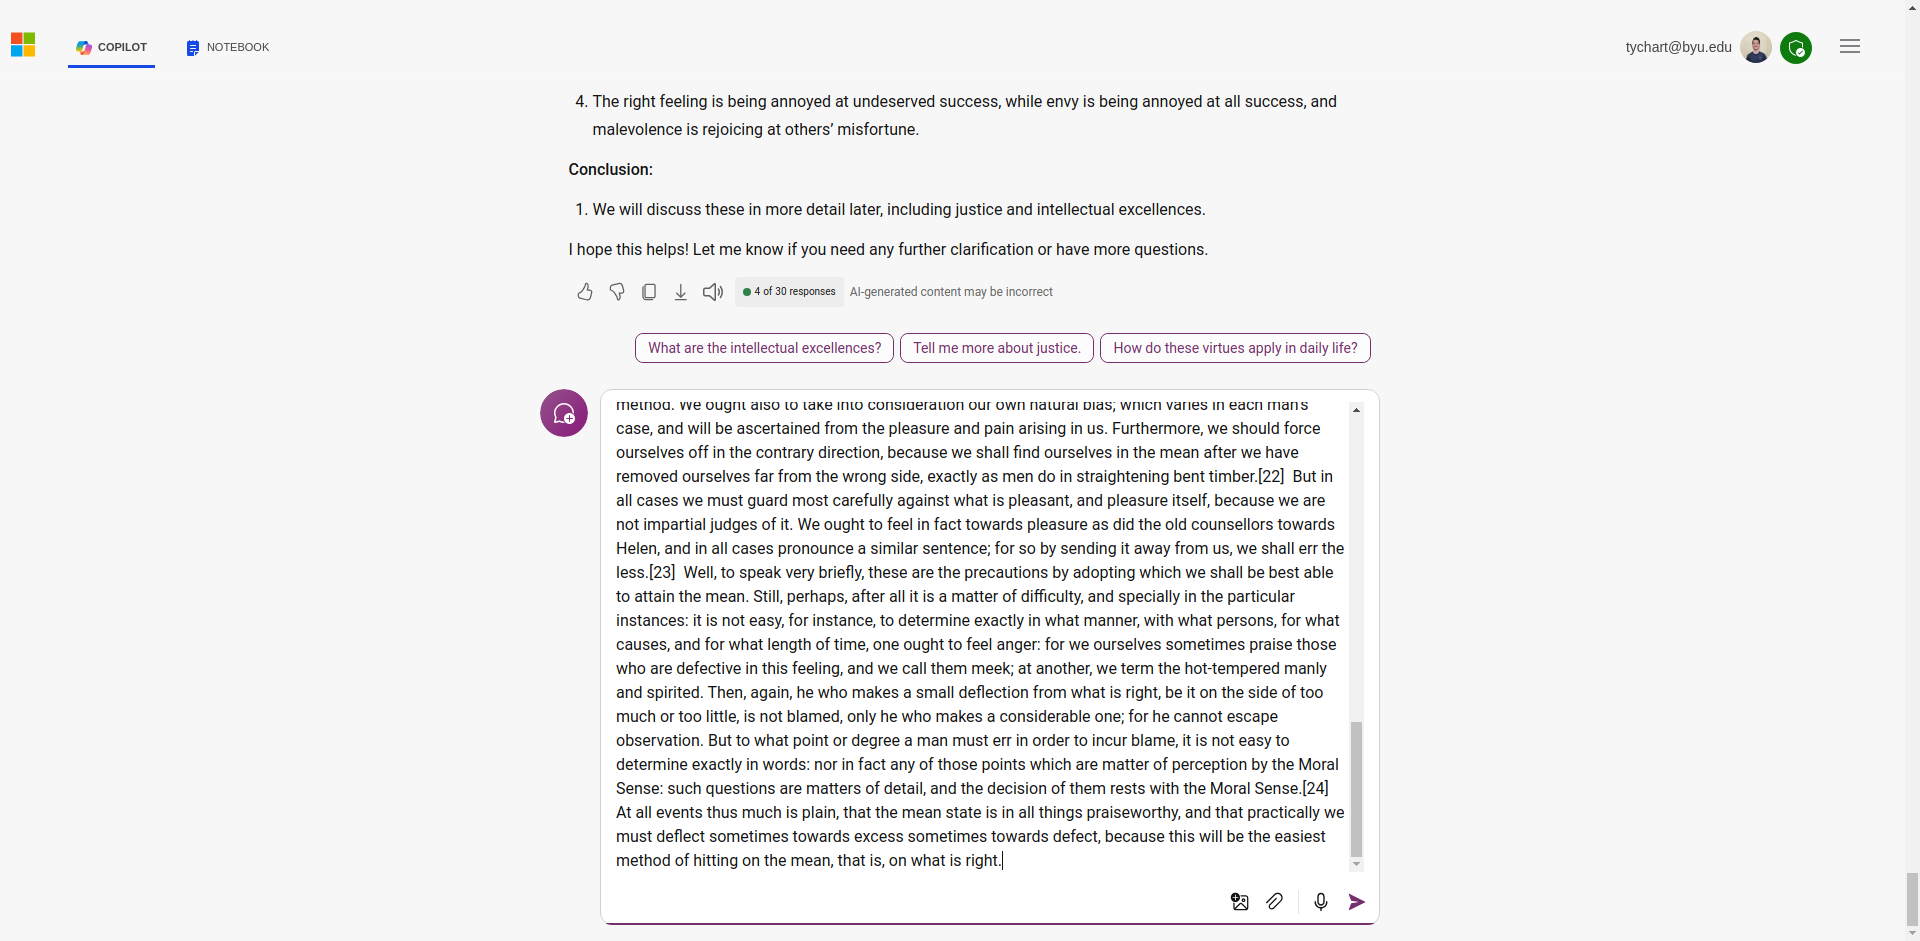 COPILOT
NOTEBOOK
tychart@byu.edu
4. The right feeling is being annoyed at undeserved success, while envy is being annoyed at all success, and
malevolence is rejoicing at others’ misfortune.
Conclusion:
1. We will discuss these in more detail later, including justice and intellectual excellences.
I hope this helps! Let me know if you need any further clarification or have more questions.
4 of 30 responses
AI-generated content may be incorrect
What are the intellectual excellences?
Tell me more about justice.
How do these virtues apply in daily life?
method. We ought also to take into consideration our own natural bias; which varies in each man's
case, and will be ascertained from the pleasure and pain arising in us. Furthermore, we should force
ourselves off in the contrary direction, because we shall find ourselves in the mean after we have
removed ourselves far from the wrong side, exactly as men do in straightening bent timber.[22]  But in
all cases we must guard most carefully against what is pleasant, and pleasure itself, because we are
not impartial judges of it. We ought to feel in fact towards pleasure as did the old counsellors towards
Helen, and in all cases pronounce a similar sentence; for so by sending it away from us, we shall err the
less.[23]  Well, to speak very briefly, these are the precautions by adopting which we shall be best able
to attain the mean. Still, perhaps, after all it is a matter of difficulty, and specially in the particular
instances: it is not easy, for instance, to determine exactly in what manner, with what persons, for what
causes, and for what length of time, one ought to feel anger: for we ourselves sometimes praise those
who are defective in this feeling, and we call them meek; at another, we term the hot-tempered manly
and spirited. Then, again, he who makes a small deflection from what is right, be it on the side of too
much or too little, is not blamed, only he who makes a considerable one; for he cannot escape
observation. But to what point or degree a man must err in order to incur blame, it is not easy to
determine exactly in words: nor in fact any of those points which are matter of perception by the Moral
Sense: such questions are matters of detail, and the decision of them rests with the Moral Sense.[24]
At all events thus much is plain, that the mean state is in all things praiseworthy, and that practically we
must deflect sometimes towards excess sometimes towards defect, because this will be the easiest
method of hitting on the mean, that is, on what is right.